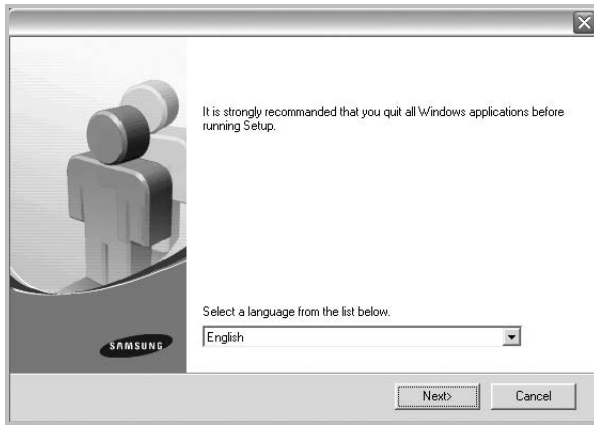 It is strongly recommanded that you quit all Windows applications before
running Setup.
Select a language from the list below.
English
SAMSUNG
Next>
Cancel